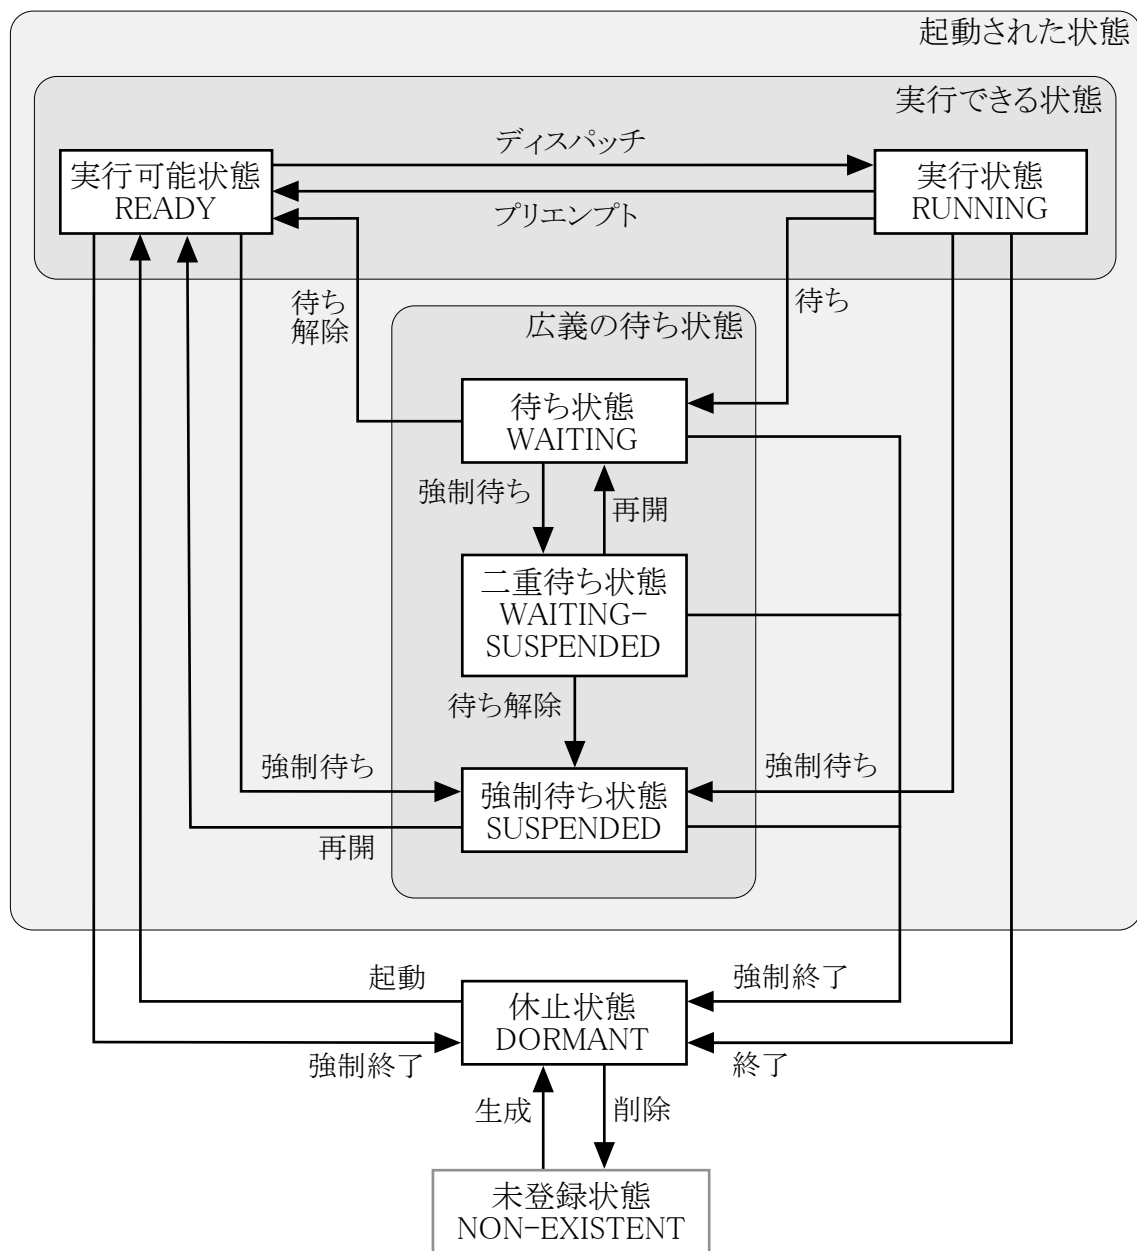 起動された状態
実行できる状態
ディスパッチ
実行可能状態
READY
実行状態
RUNNING
プリエンプト
待ち
解除
待ち
広義の待ち状態
待ち状態
WAITING
強制待ち
再開
二重待ち状態
WAITING-
SUSPENDED
待ち解除
強制待ち
強制待ち
強制待ち状態
SUSPENDED
再開
起動
強制終了
休止状態
DORMANT
強制終了
終了
生成
削除
未登録状態
NON-EXISTENT